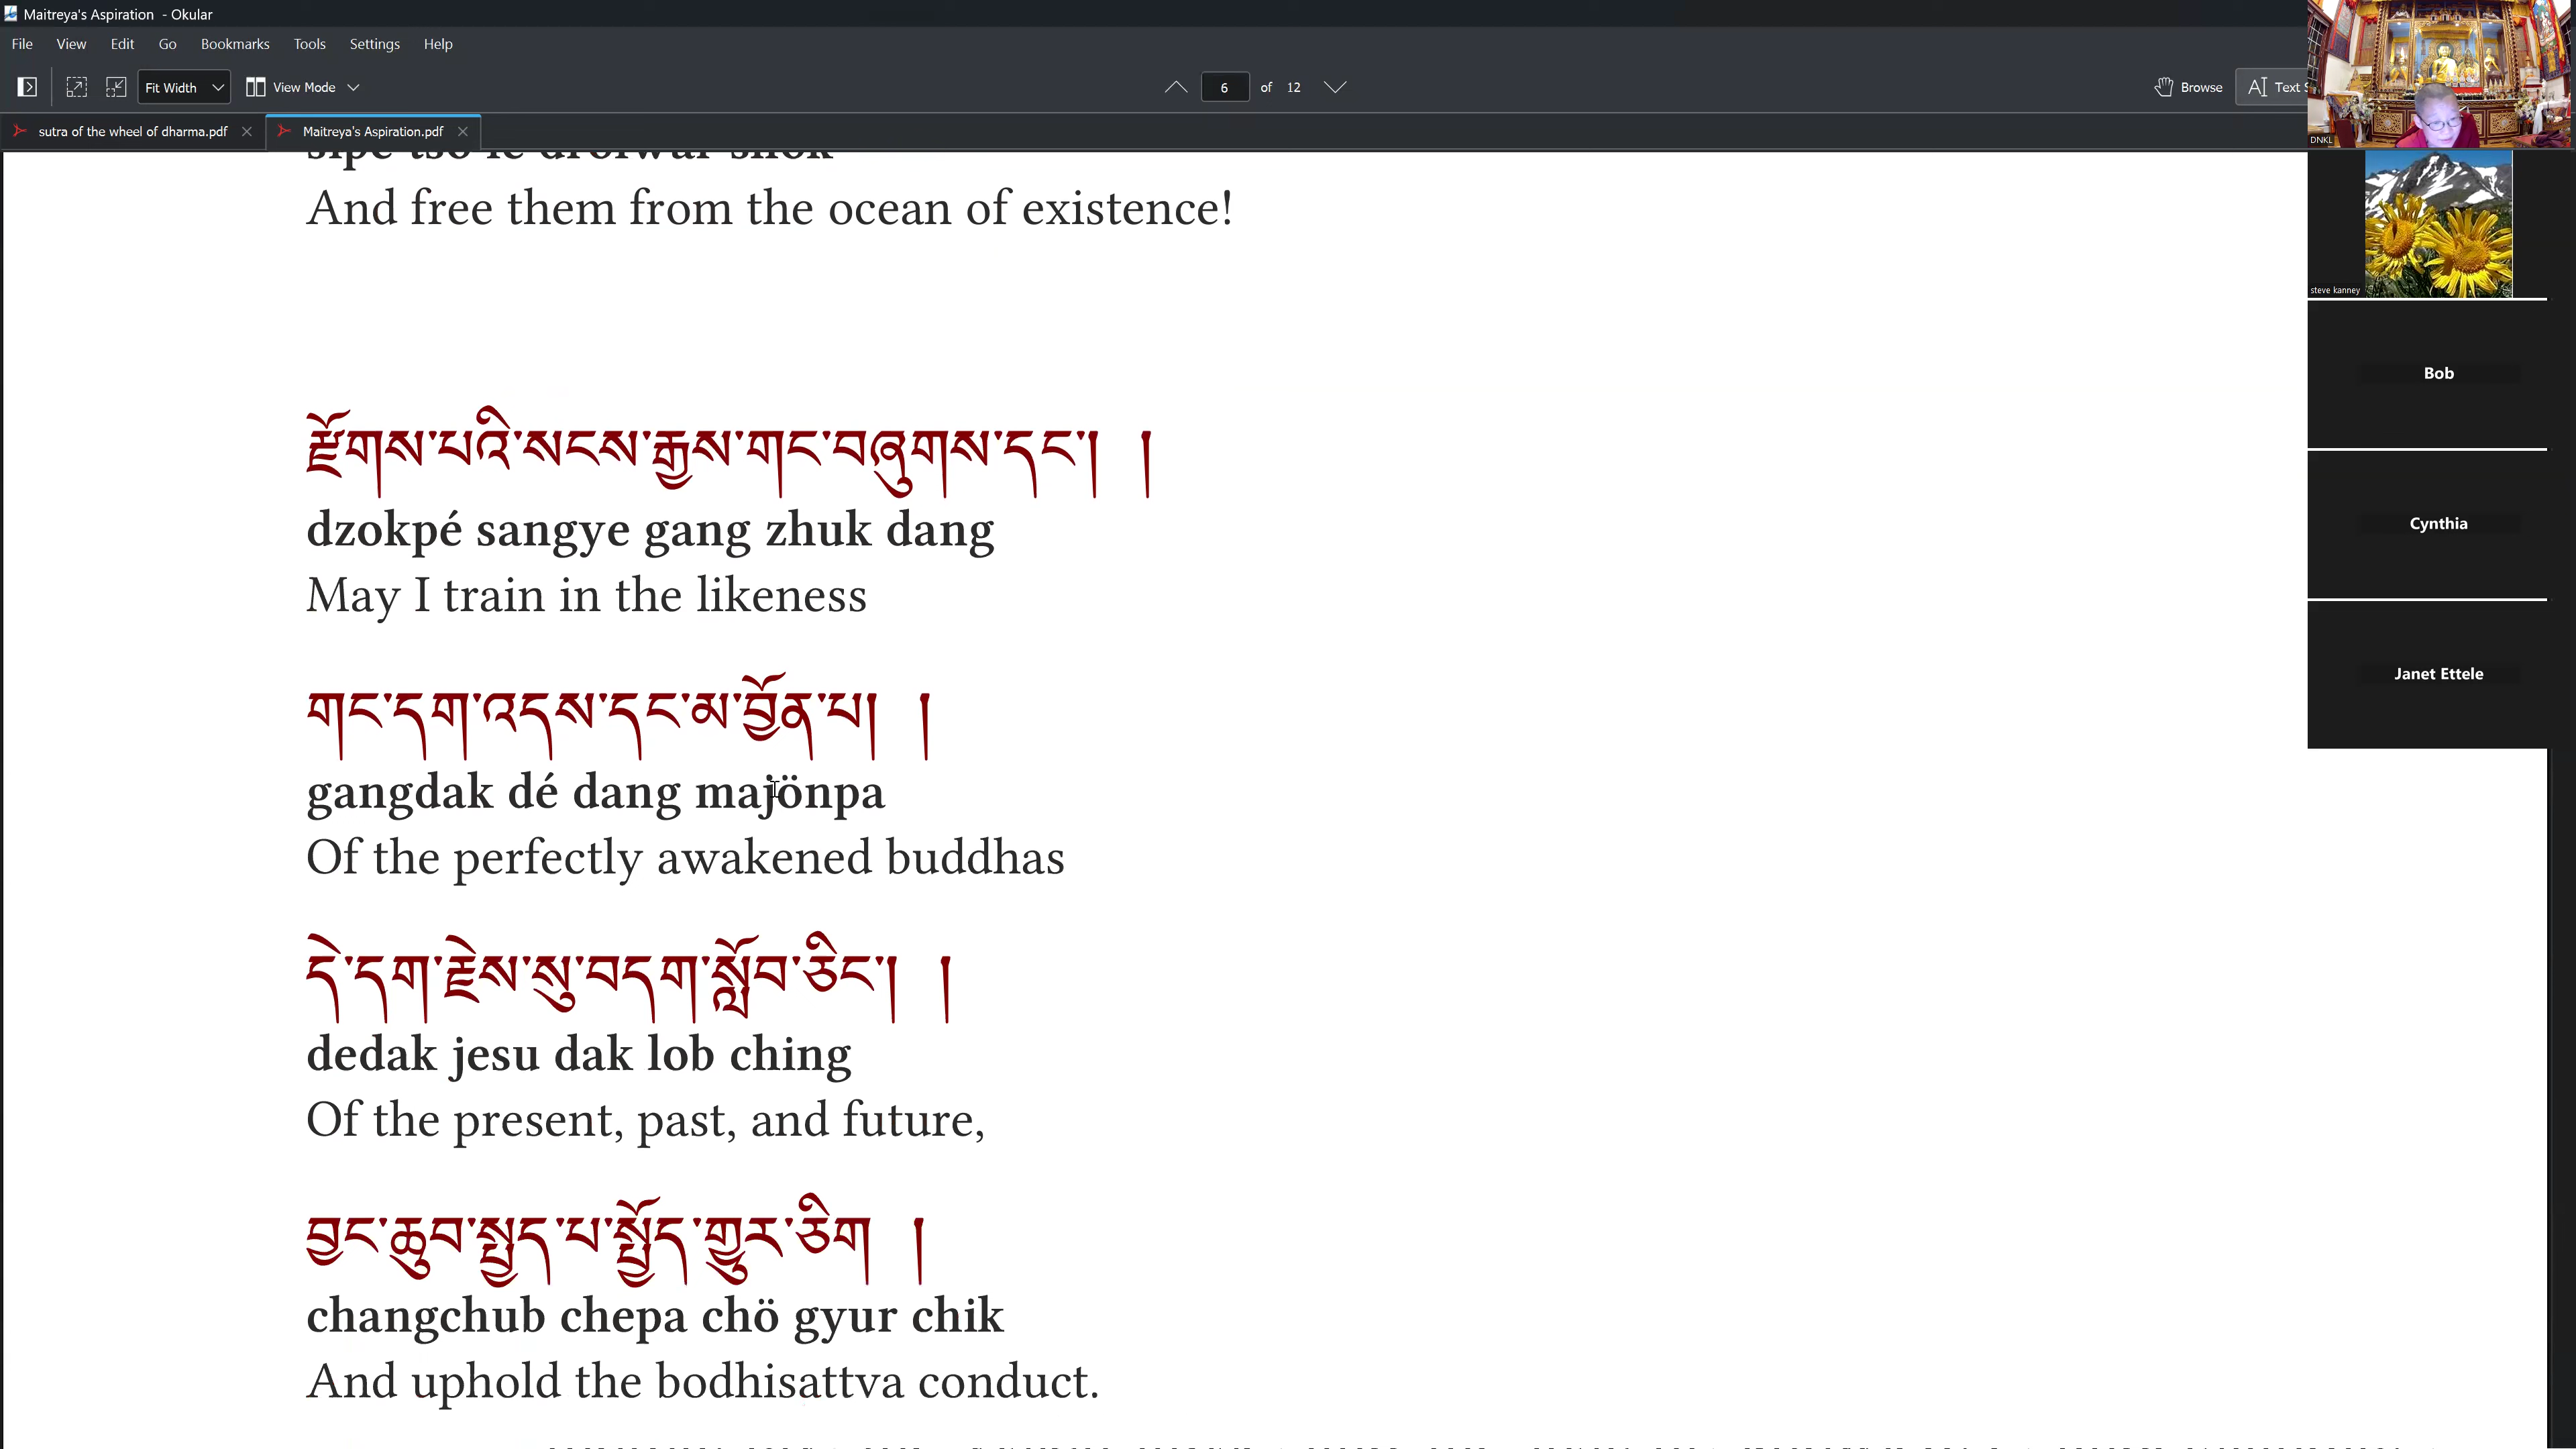 Maitreya's Aspiration - Okular
File View Edit Go Bookmarks Tools Settings Help
Fit Width View Mode 6 of 12 Browse Text S
sutra of the wheel of dharma.pdf Maitreya's Aspiration.pdf
And free them from the ocean of existence!
རྫོགས་པའི་སངས་རྒྱས་གང་བཞུགས་དང་། །
dzokpé sangye gang zhuk dang
May I train in the likeness
གང་དག་འདས་དང་མ་བྱོན་པ། །
gangdak dé dang majönpa
Of the perfectly awakened buddhas
དེ་དག་རྗེས་སུ་བདག་སློབ་ཅིང་། །
dedak jesu dak lob ching
Of the present, past, and future,
བྱང་ཆུབ་སྤྱད་པ་སྤྱོད་གྱུར་ཅིག །
changchub chepa chö gyur chik
And uphold the bodhisattva conduct.
DNKL
steve kanney
Bob
Cynthia
Janet Ettele